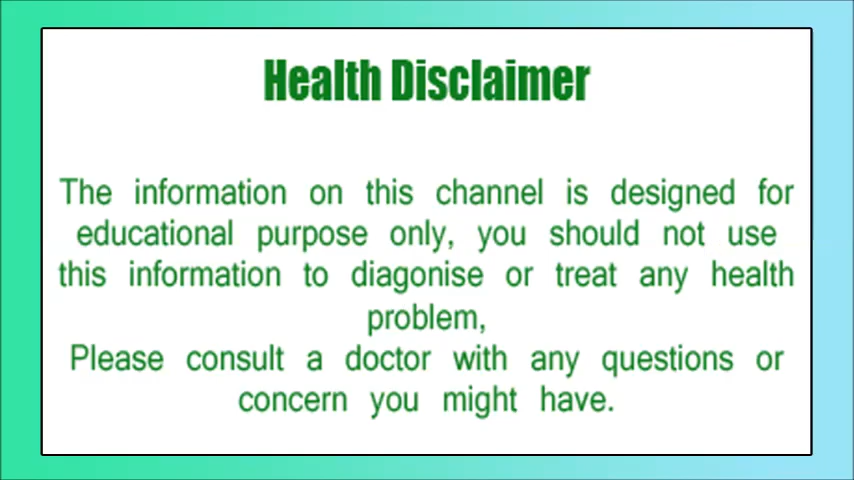 Health Disclaimer
The information on this channel is designed for
educational purpose only, you should not use
this information to diagonise or treat any health
problem,
Please consult a doctor with any questions or
concern you might have.